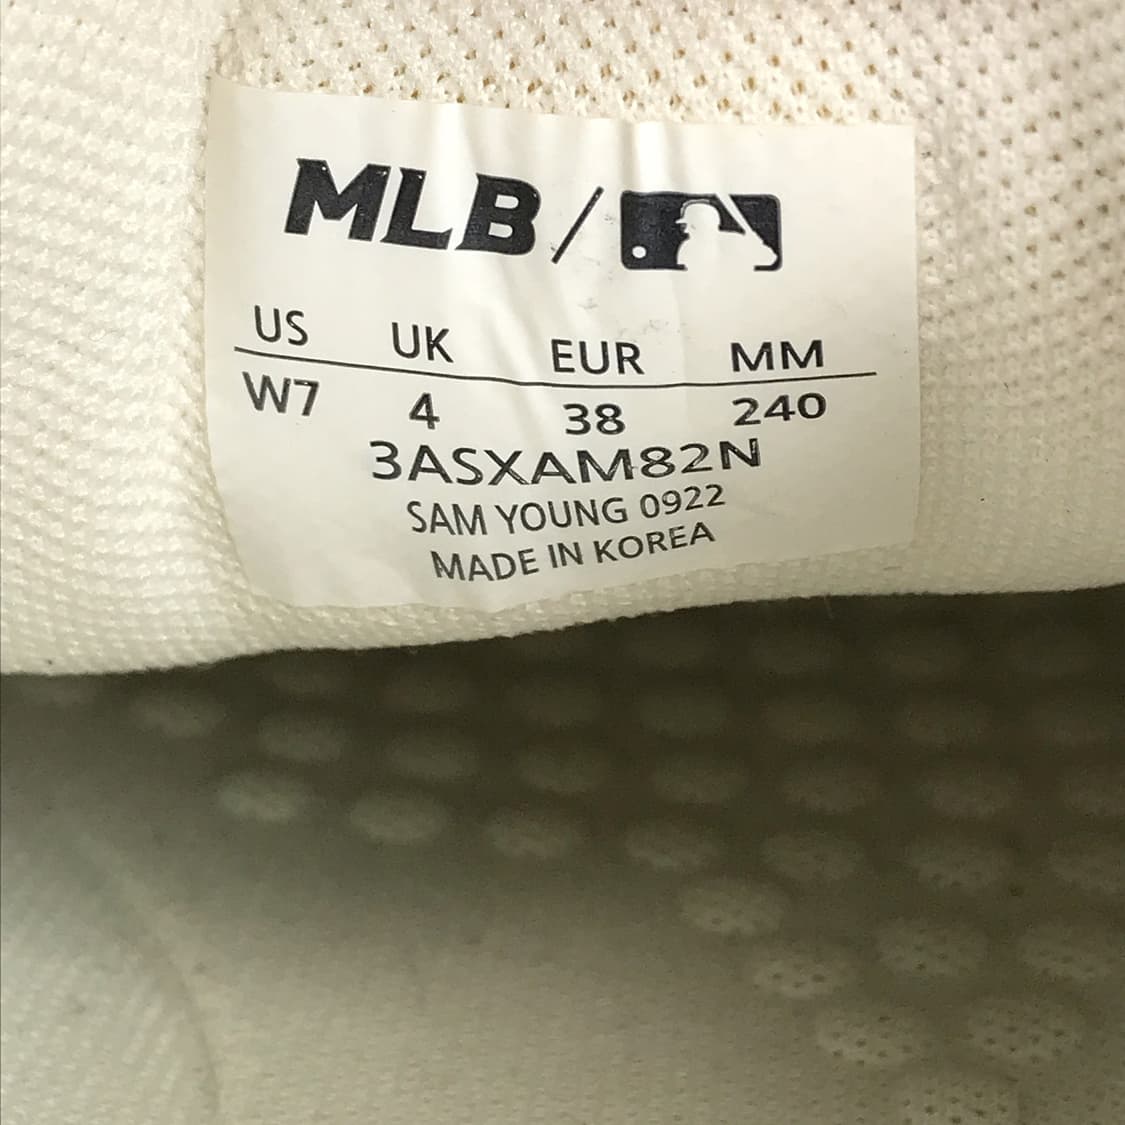 MLB /
US UK EUR MM
W7 4 38 240
3ASXAM82N
SAM YOUNG 0922
MADE IN KOREA